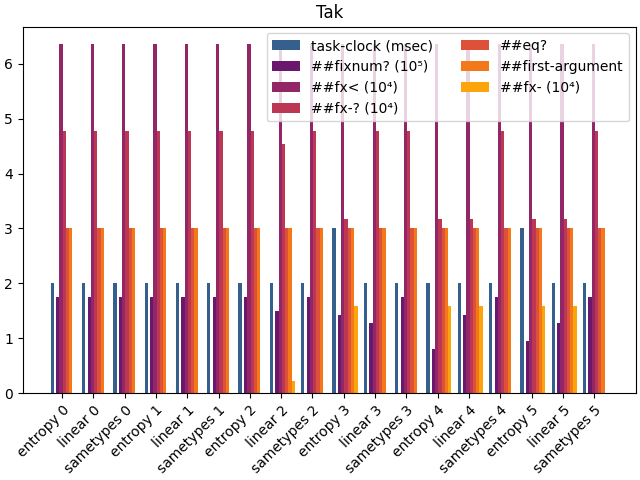 Tak
task-clock (msec)
##fixnum? (10⁵)
##fx< (10⁴)
##fx-? (10⁴)
##eq?
##first-argument
##fx- (10⁴)
6
5
4
3
2
1
0
entropy 0
linear 0
sametypes 0
entropy 1
linear 1
sametypes 1
entropy 2
linear 2
sametypes 2
entropy 3
linear 3
sametypes 3
entropy 4
linear 4
sametypes 4
entropy 5
linear 5
sametypes 5